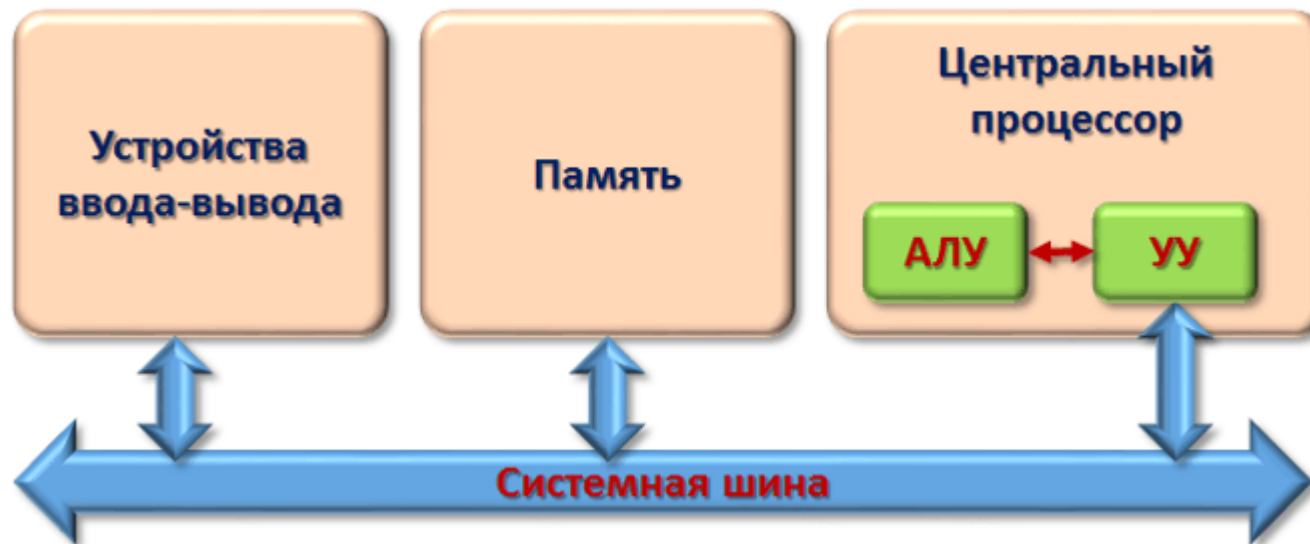 Устройства
ввода-вывода
Память
Центральный
процессор
АЛУ
УУ
Системная шина